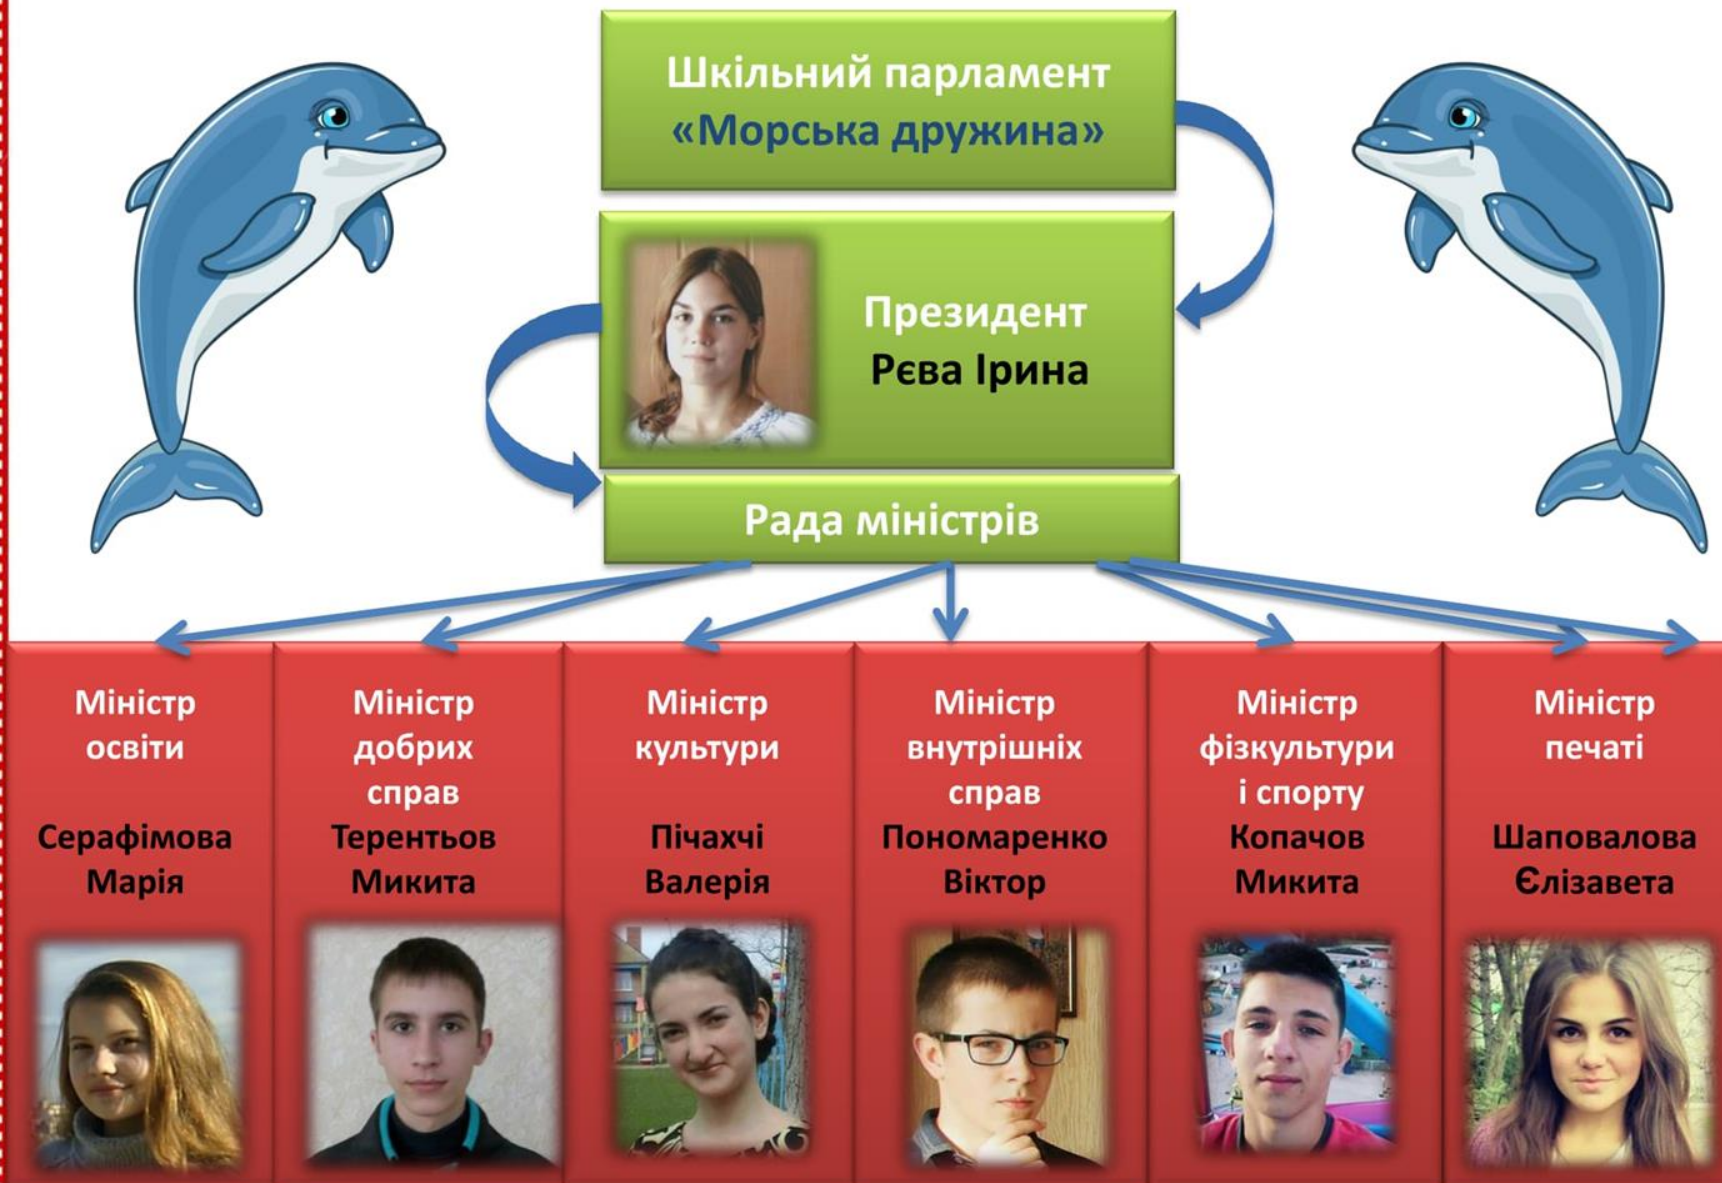 Шкільний парламент
«Морська дружина»
Президент
Рєва Ірина
Рада міністрів
Міністр
освіти
Серафімова
Марія
Міністр
добрих
справ
Терентьов
Микита
Міністр
культури
Пічахчі
Валерія
Міністр
внутрішніх
справ
Пономаренко
Віктор
Міністр
фізкультури
і спорту
Копачов
Микита
Міністр
печаті
Шаповалова
Єлізавета